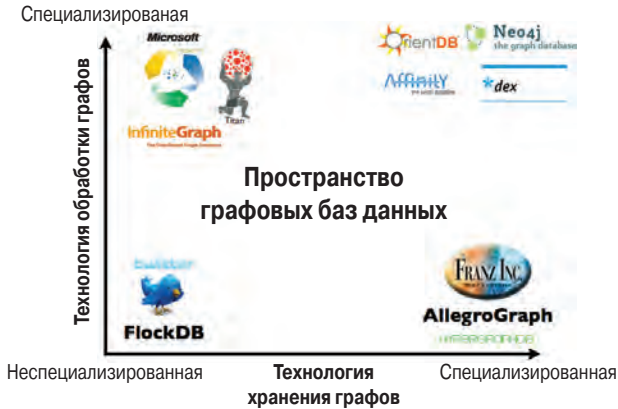 Специализированая
Технология обработки графов
Microsoft
Titan
InfiniteGraph
OrientDB
Neo4j
the graph database
Affinity
*dex
Пространство
графовых баз данных
twitter
FlockDB
FRANZ INC.
AllegroGraph
HYPERGRAPHDB
Неспециализированная
Технология
хранения графов
Специализированная